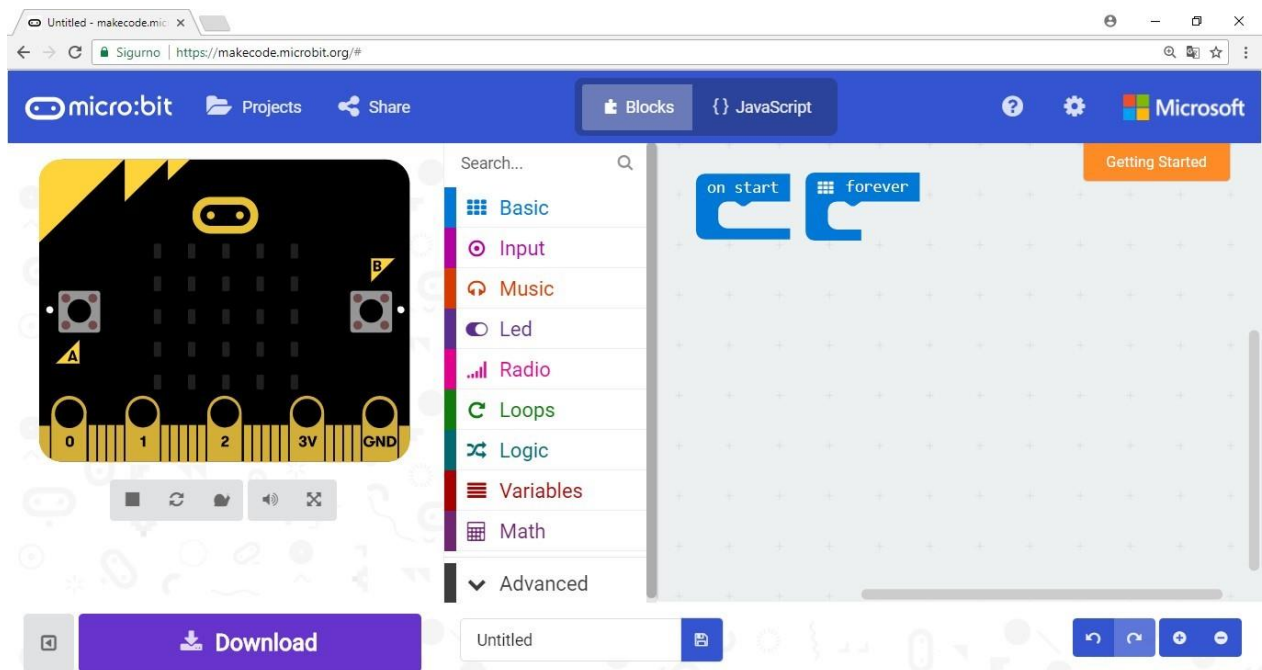 Untitled - makecode.mic
Sigurno | https://makecode.microbit.org/#
micro:bit Projects Share Blocks {} JavaScript ? Microsoft
Search...
Getting Started
on start forever
Basic
Input
B
Music
Led
A
Radio
Loops
0 1 2 3V GND
Logic
Variables
Math
Advanced
Download
Untitled